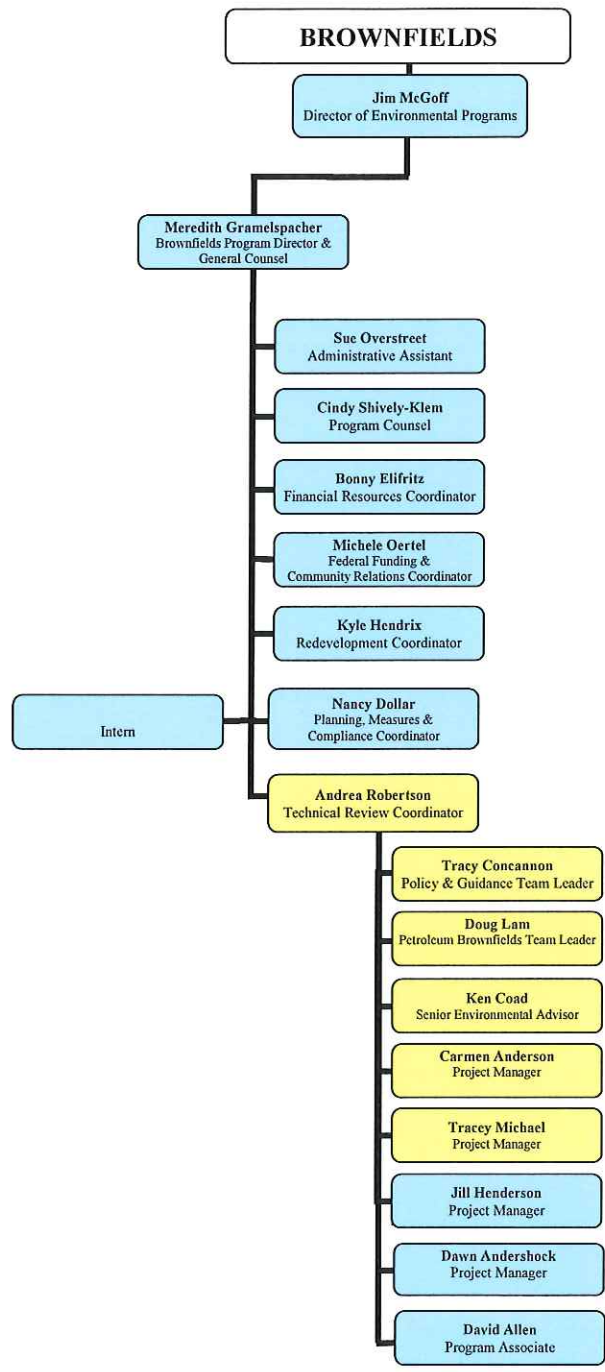 BROWNFIELDS
Jim McGoff
Director of Environmental Programs
Meredith Gramelspacher
Brownfields Program Director &
General Counsel
Sue Overstreet
Administrative Assistant
Cindy Shively-Klem
Program Counsel
Bonny Elifritz
Financial Resources Coordinator
Michele Oertel
Federal Funding &
Community Relations Coordinator
Kyle Hendrix
Redevelopment Coordinator
Intern
Nancy Dollar
Planning, Measures &
Compliance Coordinator
Andrea Robertson
Technical Review Coordinator
Tracy Concannon
Policy & Guidance Team Leader
Doug Lam
Petroleum Brownfields Team Leader
Ken Coad
Senior Environmental Advisor
Carmen Anderson
Project Manager
Tracey Michael
Project Manager
Jill Henderson
Project Manager
Dawn Andershock
Project Manager
David Allen
Program Associate